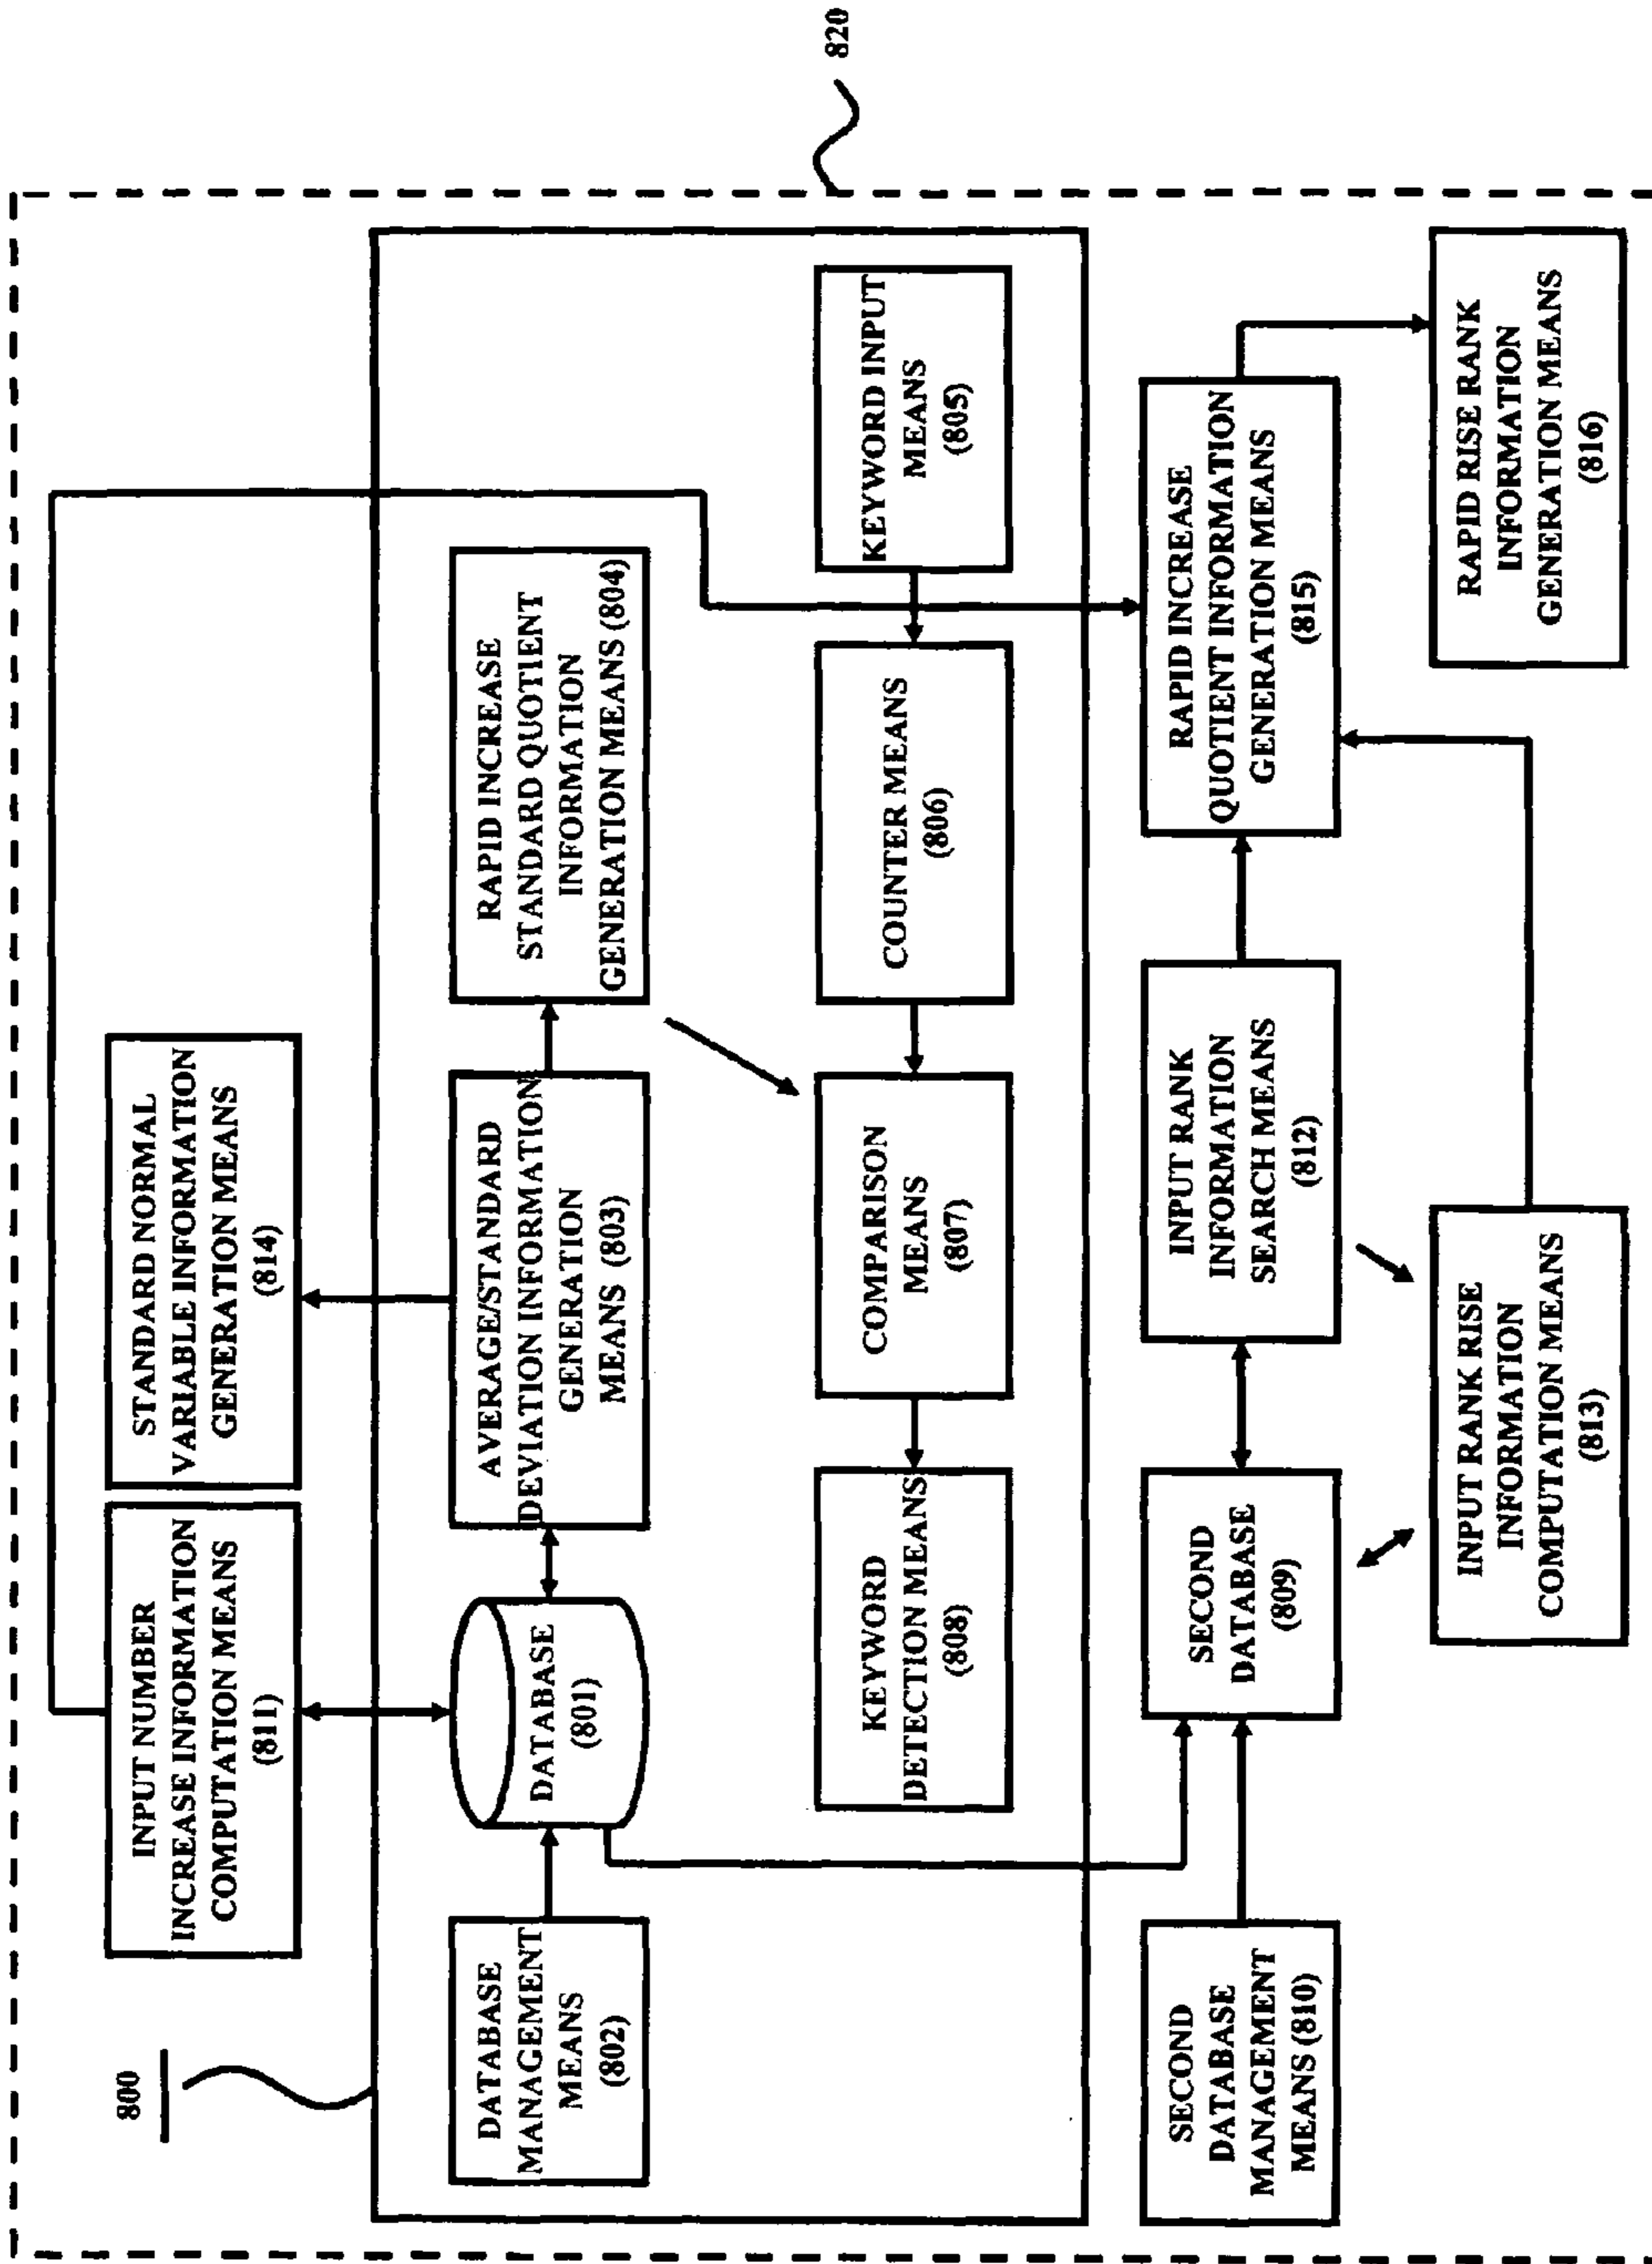 800
820
INPUT NUMBER
INCREASE INFORMATION
COMPUTATION MEANS
(811)
STANDARD NORMAL
VARIABLE INFORMATION
GENERATION MEANS
(814)
DATABASE
MANAGEMENT
MEANS
(802)
DATABASE
(801)
AVERAGE/STANDARD
DEVIATION INFORMATION
GENERATION
MEANS (803)
RAPID INCREASE
STANDARD QUOTIENT
INFORMATION
GENERATION MEANS (804)
KEYWORD
DETECTION MEANS
(808)
COMPARISON
MEANS
(807)
COUNTER MEANS
(806)
KEYWORD INPUT
MEANS
(805)
SECOND
DATABASE
MANAGEMENT
MEANS (810)
SECOND
DATABASE
(809)
INPUT RANK
INFORMATION
SEARCH MEANS
(812)
RAPID INCREASE
QUOTIENT INFORMATION
GENERATION MEANS
(815)
INPUT RANK RISE
INFORMATION
COMPUTATION MEANS
(813)
RAPID RISE RANK
INFORMATION
GENERATION MEANS
(816)